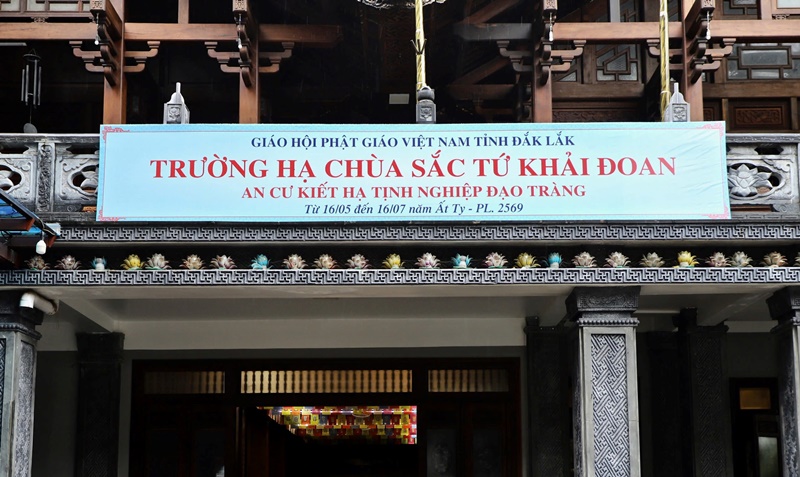 GIÁO HỘI PHẬT GIÁO VIỆT NAM TỈNH ĐẮK LẮK
TRƯỜNG HẠ CHÙA SẮC TỨ KHẢI ĐOAN
AN CƯ KIẾT HẠ TỊNH NGHIỆP ĐẠO TRÀNG
Từ 16/05 đến 16/07 năm Ất Tỵ - PL. 2569